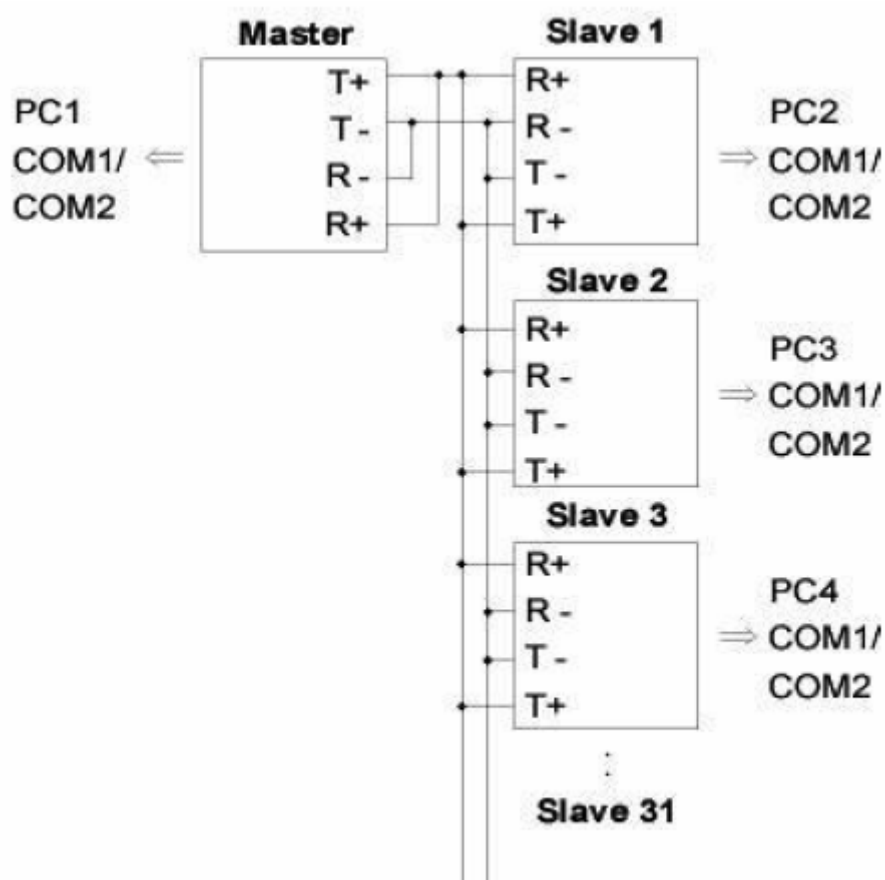 Master
T+
T -
R -
R+
PC1
COM1/
COM2
Slave 1
R+
R -
T -
T+
PC2
COM1/
COM2
Slave 2
R+
R -
T -
T+
PC3
COM1/
COM2
Slave 3
R+
R -
T -
T+
PC4
COM1/
COM2
Slave 31